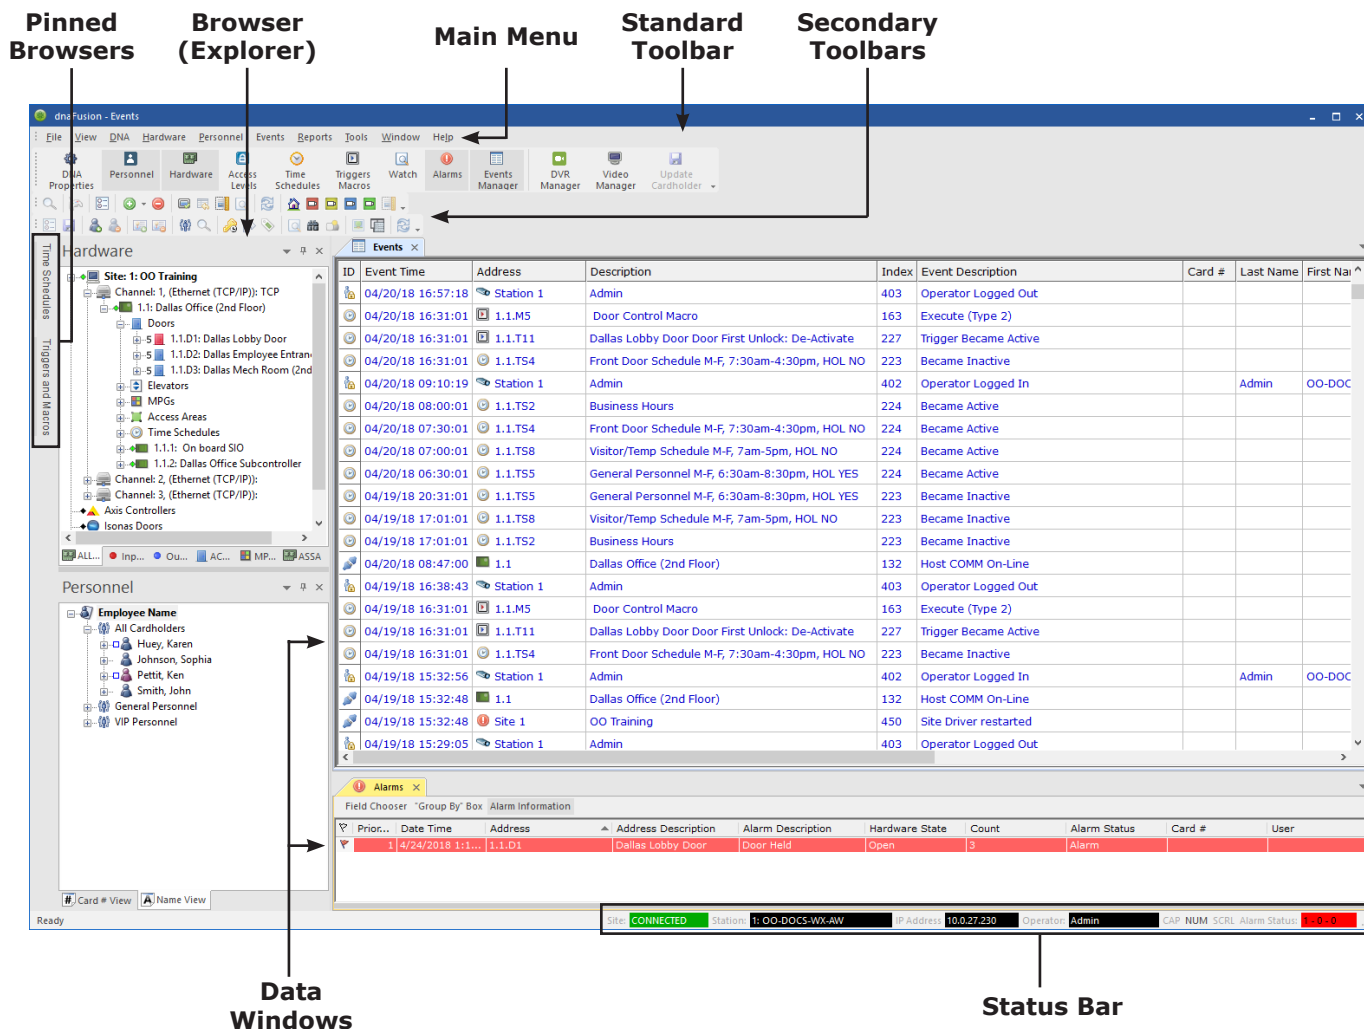 Pinned Browsers
Browser (Explorer)
Main Menu
Standard Toolbar
Secondary Toolbars
dnaFusion - Events
File View DNA Hardware Personnel Events Reports Tools Window Help
DNA Properties Personnel Hardware Access Levels Time Schedules Triggers Macros Watch Alarms Events Manager DVR Manager Video Manager Update Cardholder
Time Schedules
Triggers and Macros
Hardware
Site: 1: OO Training
Channel: 1, (Ethernet (TCP/IP)): TCP
1.1: Dallas Office (2nd Floor)
Doors
5 1.1.D1: Dallas Lobby Door
5 1.1.D2: Dallas Employee Entran
5 1.1.D3: Dallas Mech Room (2nd
Elevators
MPGs
Access Areas
Time Schedules
1.1.1: On board SIO
1.1.2: Dallas Office Subcontroller
Channel: 2, (Ethernet (TCP/IP)):
Channel: 3, (Ethernet (TCP/IP)):
Axis Controllers
Isonas Doors
ALL... Inp... Ou... AC... MP... ASSA
Personnel
Employee Name
All Cardholders
Huey, Karen
Johnson, Sophia
Pettit, Ken
Smith, John
General Personnel
VIP Personnel
# Card # View A Name View
Events
ID Event Time Address Description Index Event Description Card # Last Name First Nar
04/20/18 16:57:18 Station 1 Admin 403 Operator Logged Out
04/20/18 16:31:01 1.1.M5 Door Control Macro 163 Execute (Type 2)
04/20/18 16:31:01 1.1.T11 Dallas Lobby Door Door First Unlock: De-Activate 227 Trigger Became Active
04/20/18 16:31:01 1.1.TS4 Front Door Schedule M-F, 7:30am-4:30pm, HOL NO 223 Became Inactive
04/20/18 09:10:19 Station 1 Admin 402 Operator Logged In Admin OO-DOC
04/20/18 08:00:01 1.1.TS2 Business Hours 224 Became Active
04/20/18 07:30:01 1.1.TS4 Front Door Schedule M-F, 7:30am-4:30pm, HOL NO 224 Became Active
04/20/18 07:00:01 1.1.TS8 Visitor/Temp Schedule M-F, 7am-5pm, HOL NO 224 Became Active
04/20/18 06:30:01 1.1.TS5 General Personnel M-F, 6:30am-8:30pm, HOL YES 224 Became Active
04/19/18 20:31:01 1.1.TS5 General Personnel M-F, 6:30am-8:30pm, HOL YES 223 Became Inactive
04/19/18 17:01:01 1.1.TS8 Visitor/Temp Schedule M-F, 7am-5pm, HOL NO 223 Became Inactive
04/19/18 17:01:01 1.1.TS2 Business Hours 223 Became Inactive
04/20/18 08:47:00 1.1 Dallas Office (2nd Floor) 132 Host COMM On-Line
04/19/18 16:38:43 Station 1 Admin 403 Operator Logged Out
04/19/18 16:31:01 1.1.M5 Door Control Macro 163 Execute (Type 2)
04/19/18 16:31:01 1.1.T11 Dallas Lobby Door Door First Unlock: De-Activate 227 Trigger Became Active
04/19/18 16:31:01 1.1.TS4 Front Door Schedule M-F, 7:30am-4:30pm, HOL NO 223 Became Inactive
04/19/18 15:32:56 Station 1 Admin 402 Operator Logged In Admin OO-DOC
04/19/18 15:32:48 1.1 Dallas Office (2nd Floor) 132 Host COMM On-Line
04/19/18 15:32:48 Site 1 OO Training 450 Site Driver restarted
04/19/18 15:29:05 Station 1 Admin 403 Operator Logged Out
Alarms
Field Chooser "Group By" Box Alarm Information
Prior... Date Time Address Address Description Alarm Description Hardware State Count Alarm Status Card # User
1 4/24/2018 1:1... 1.1.D1 Dallas Lobby Door Door Held Open 3 Alarm
Ready
Site: CONNECTED Station: 1: OO-DOCS-WX-AW IP Address 10.0.27.230 Operator: Admin CAP NUM SCRL Alarm Status: 1 - 0 - 0
Data Windows
Status Bar